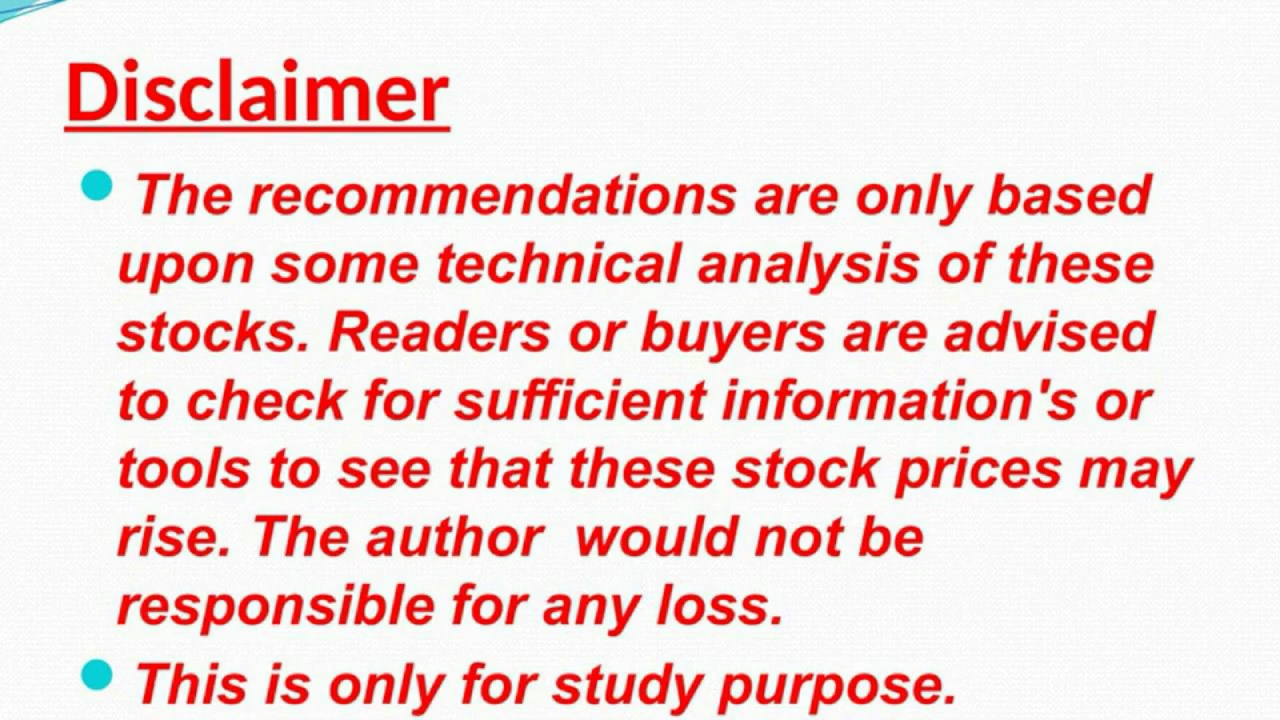 Disclaimer
The recommendations are only based
upon some technical analysis of these
stocks. Readers or buyers are advised
to check for sufficient information's or
tools to see that these stock prices may
rise. The author  would not be
responsible for any loss.
This is only for study purpose.